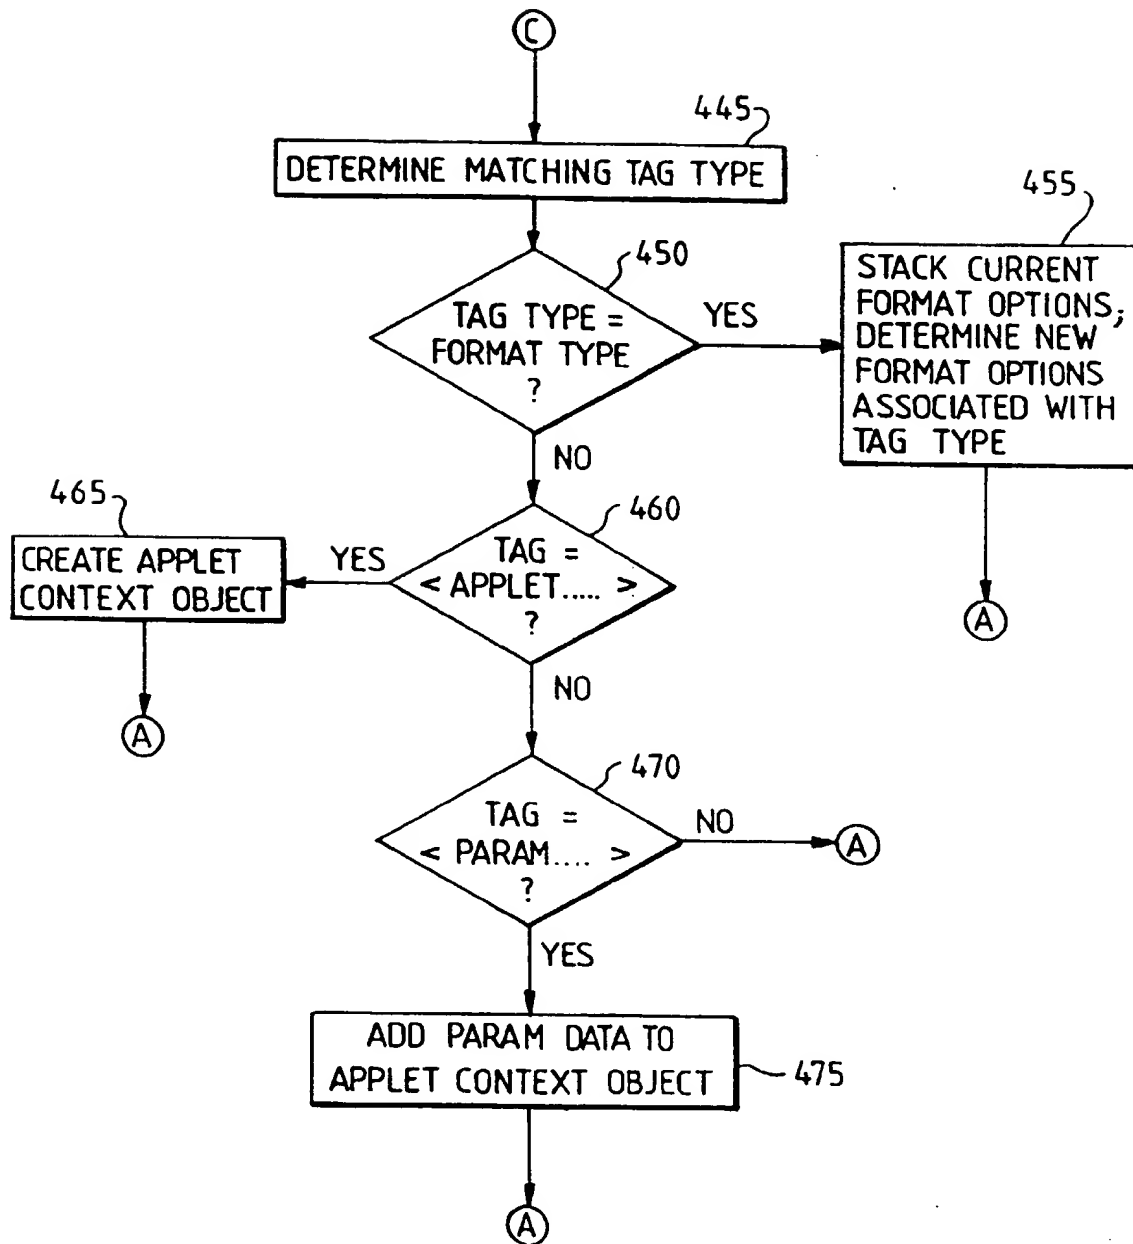 C
445
DETERMINE MATCHING TAG TYPE
450
TAG TYPE =
FORMAT TYPE
?
YES
455
STACK CURRENT
FORMAT OPTIONS;
DETERMINE NEW
FORMAT OPTIONS
ASSOCIATED WITH
TAG TYPE
A
NO
460
TAG =
< APPLET..... >
?
YES
465
CREATE APPLET
CONTEXT OBJECT
A
NO
470
TAG =
< PARAM.... >
?
NO
A
YES
ADD PARAM DATA TO
APPLET CONTEXT OBJECT
475
A